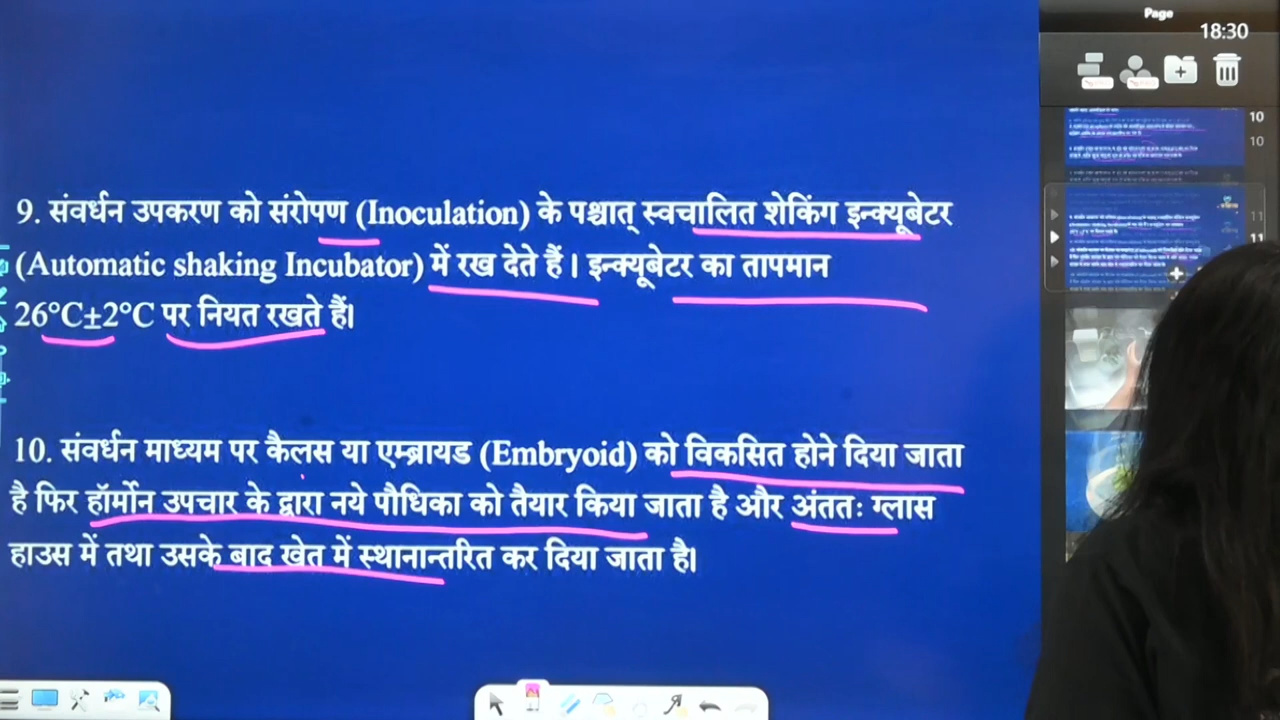 Page
18:30
10
10
11
11
9. संवर्धन उपकरण को संरोपण (Inoculation) के पश्चात् स्वचालित शेकिंग इन्क्यूबेटर
(Automatic shaking Incubator) में रख देते हैं। इन्क्यूबेटर का तापमान
26°C±2°C पर नियत रखते हैं।
10. संवर्धन माध्यम पर कैलस या एम्ब्रायड (Embryoid) को विकसित होने दिया जाता
है फिर हॉर्मोन उपचार के द्वारा नये पौधिका को तैयार किया जाता है और अंततः ग्लास
हाउस में तथा उसके बाद खेत में स्थानान्तरित कर दिया जाता है।